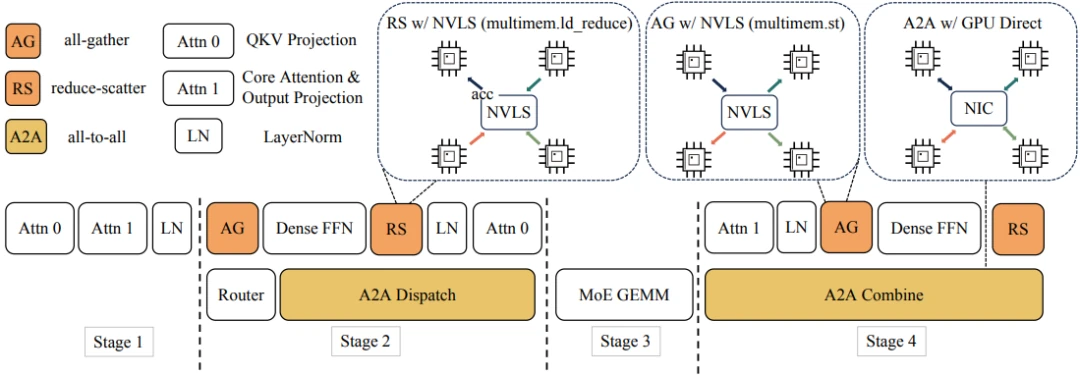 AG
all-gather
Attn 0
QKV Projection
RS
reduce-scatter
Attn 1
Core Attention &
Output Projection
A2A
all-to-all
LN
LayerNorm
RS w/ NVLS (multimem.ld_reduce)
acc
NVLS
AG w/ NVLS (multimem.st)
NVLS
A2A w/ GPU Direct
NIC
Attn 0
Attn 1
LN
AG
Dense FFN
RS
LN
Attn 0
Attn 1
LN
AG
Dense FFN
RS
Router
A2A Dispatch
MoE GEMM
A2A Combine
Stage 1
Stage 2
Stage 3
Stage 4